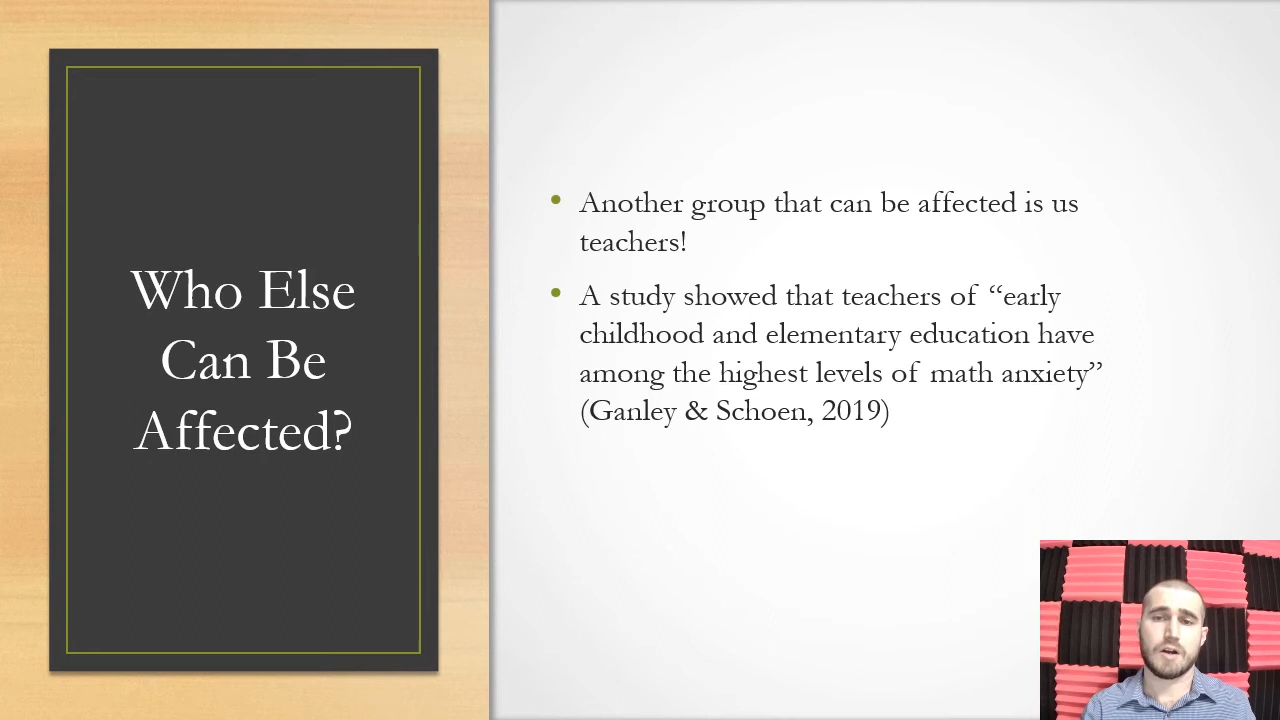 Who Else
Can Be
Affected?
• Another group that can be affected is us
teachers!
• A study showed that teachers of “early
childhood and elementary education have
among the highest levels of math anxiety”
(Ganley & Schoen, 2019)